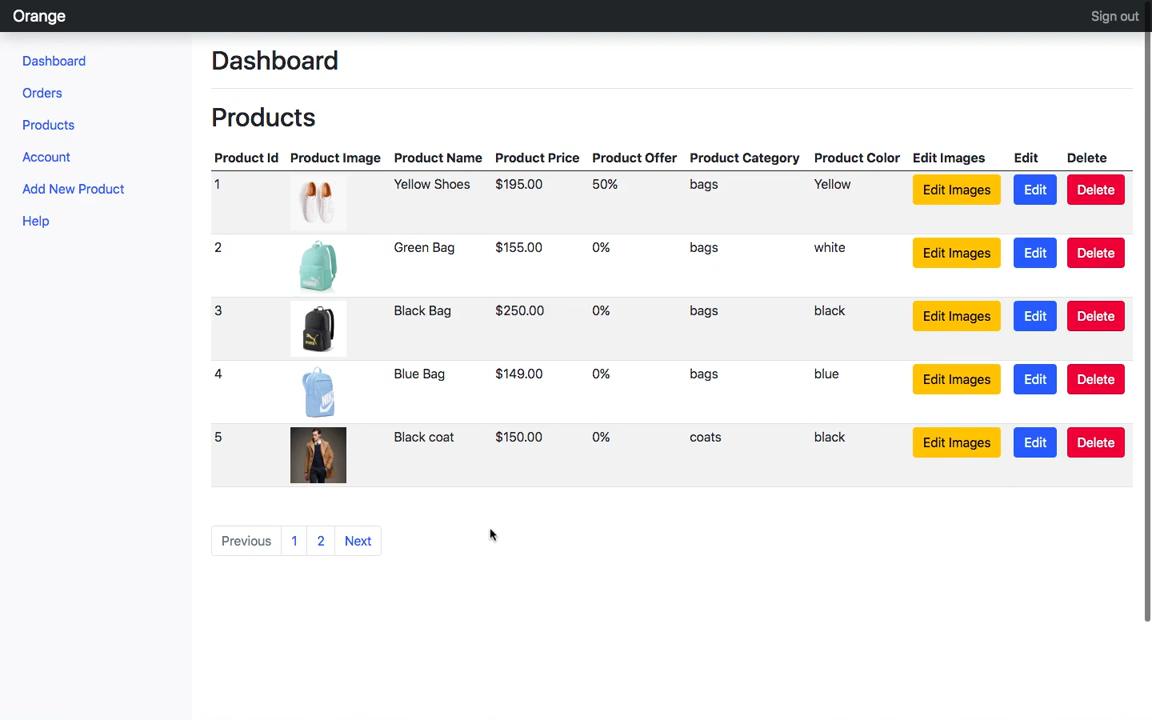 Orange
Sign out
Dashboard
Orders
Products
Account
Add New Product
Help
Dashboard
Products
Product Id Product Image Product Name Product Price Product Offer Product Category Product Color Edit Images Edit Delete
1 Yellow Shoes $195.00 50% bags Yellow Edit Images Edit Delete
2 Green Bag $155.00 0% bags white Edit Images Edit Delete
3 Black Bag $250.00 0% bags black Edit Images Edit Delete
4 Blue Bag $149.00 0% bags blue Edit Images Edit Delete
5 Black coat $150.00 0% coats black Edit Images Edit Delete
Previous 1 2 Next